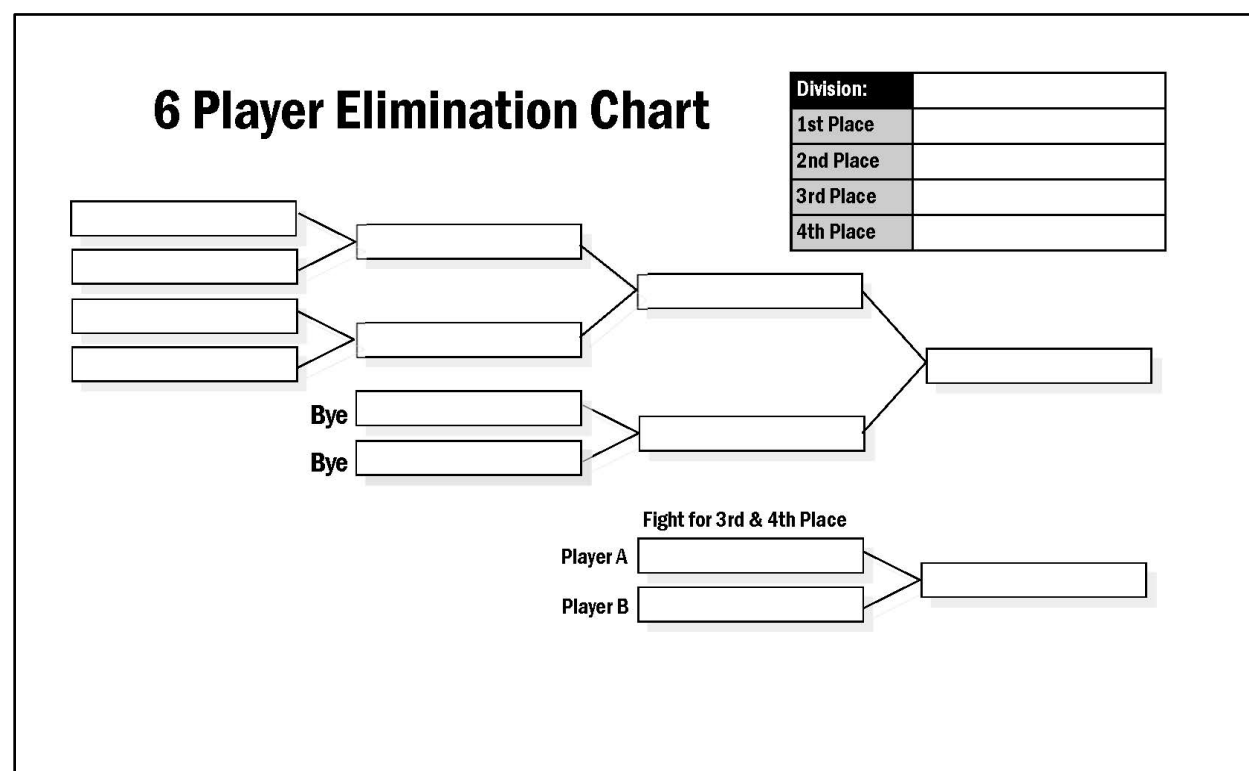 6 Player Elimination Chart
Division:
1st Place
2nd Place
3rd Place
4th Place
Bye
Bye
Fight for 3rd & 4th Place
Player A
Player B